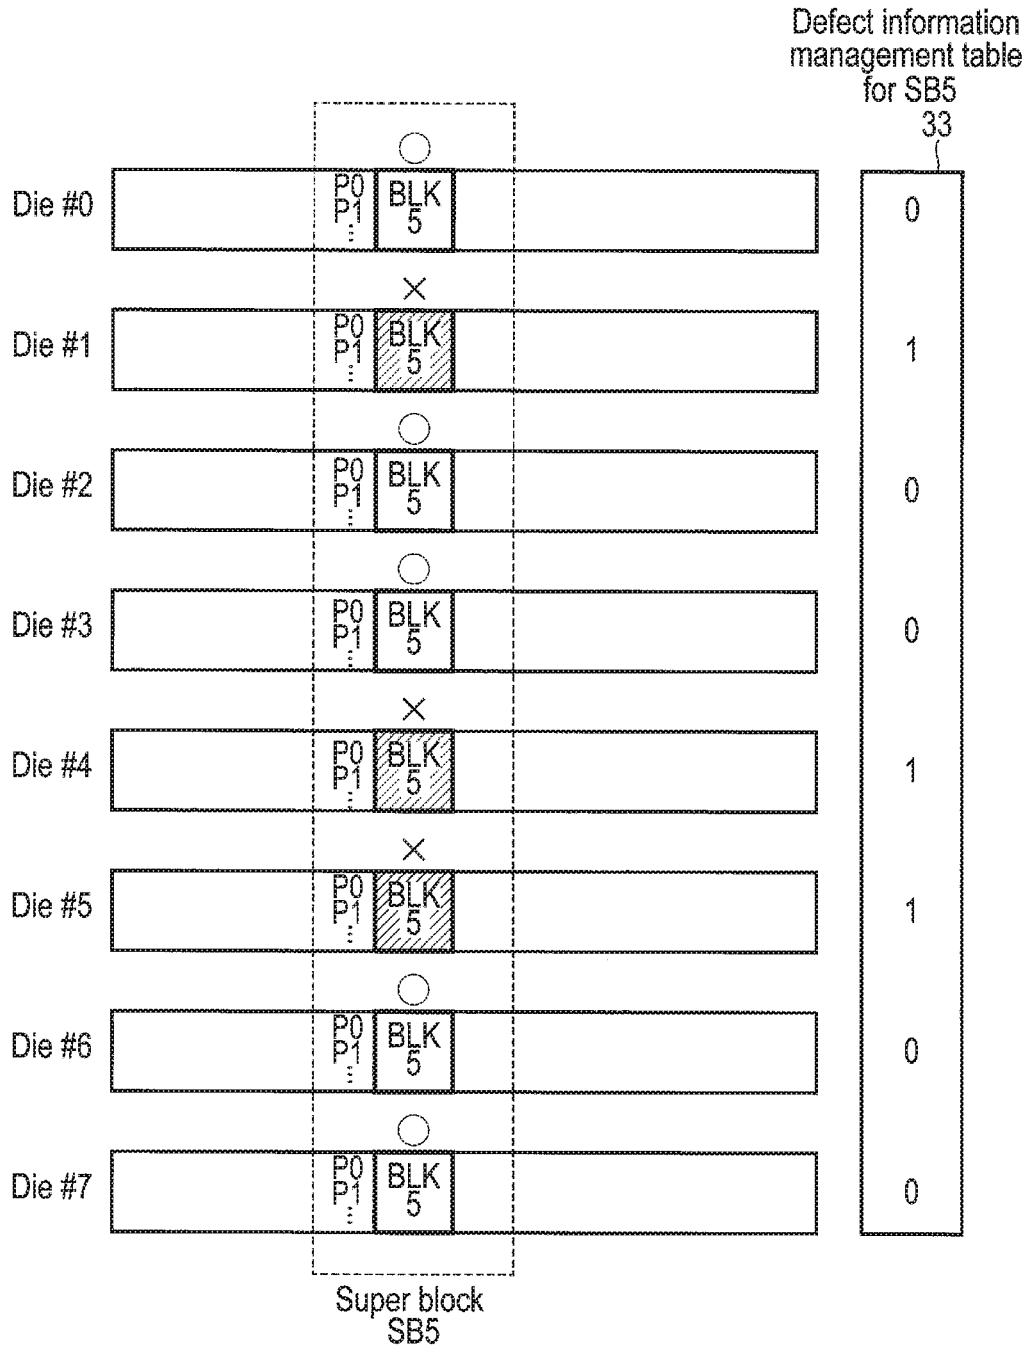 Defect information
management table
for SB5
33
Die #0
P0
P1
...
BLK
5
0
Die #1
P0
P1
...
BLK
5
1
Die #2
P0
P1
...
BLK
5
0
Die #3
P0
P1
...
BLK
5
0
Die #4
P0
P1
...
BLK
5
1
Die #5
P0
P1
...
BLK
5
1
Die #6
P0
P1
...
BLK
5
0
Die #7
P0
P1
...
BLK
5
0
Super block
SB5